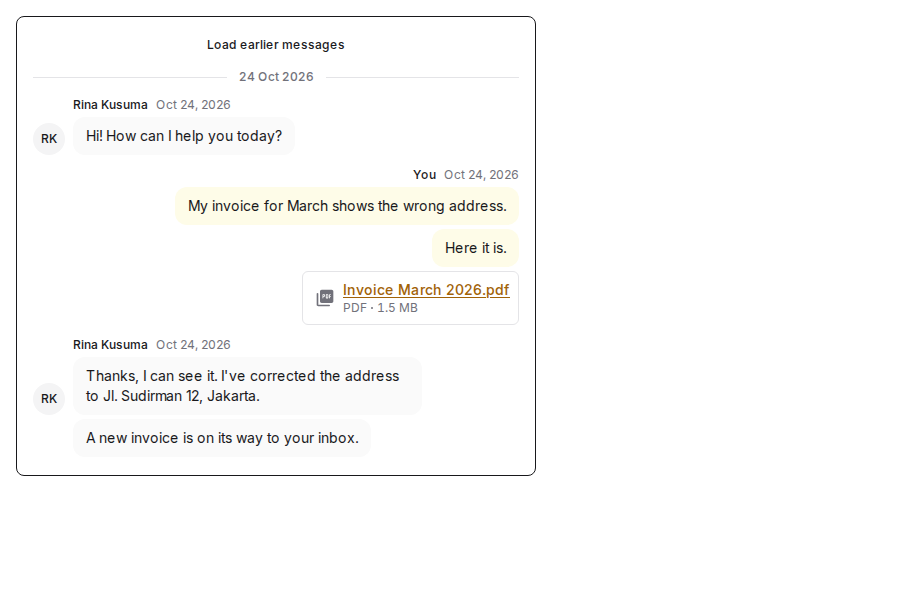 Load earlier messages
24 Oct 2026
Rina Kusuma Oct 24, 2026
RK
Hi! How can I help you today?
You Oct 24, 2026
My invoice for March shows the wrong address.
Here it is.
PDF
Invoice March 2026.pdf
PDF · 1.5 MB
Rina Kusuma Oct 24, 2026
Thanks, I can see it. I've corrected the address
to Jl. Sudirman 12, Jakarta.
RK
A new invoice is on its way to your inbox.